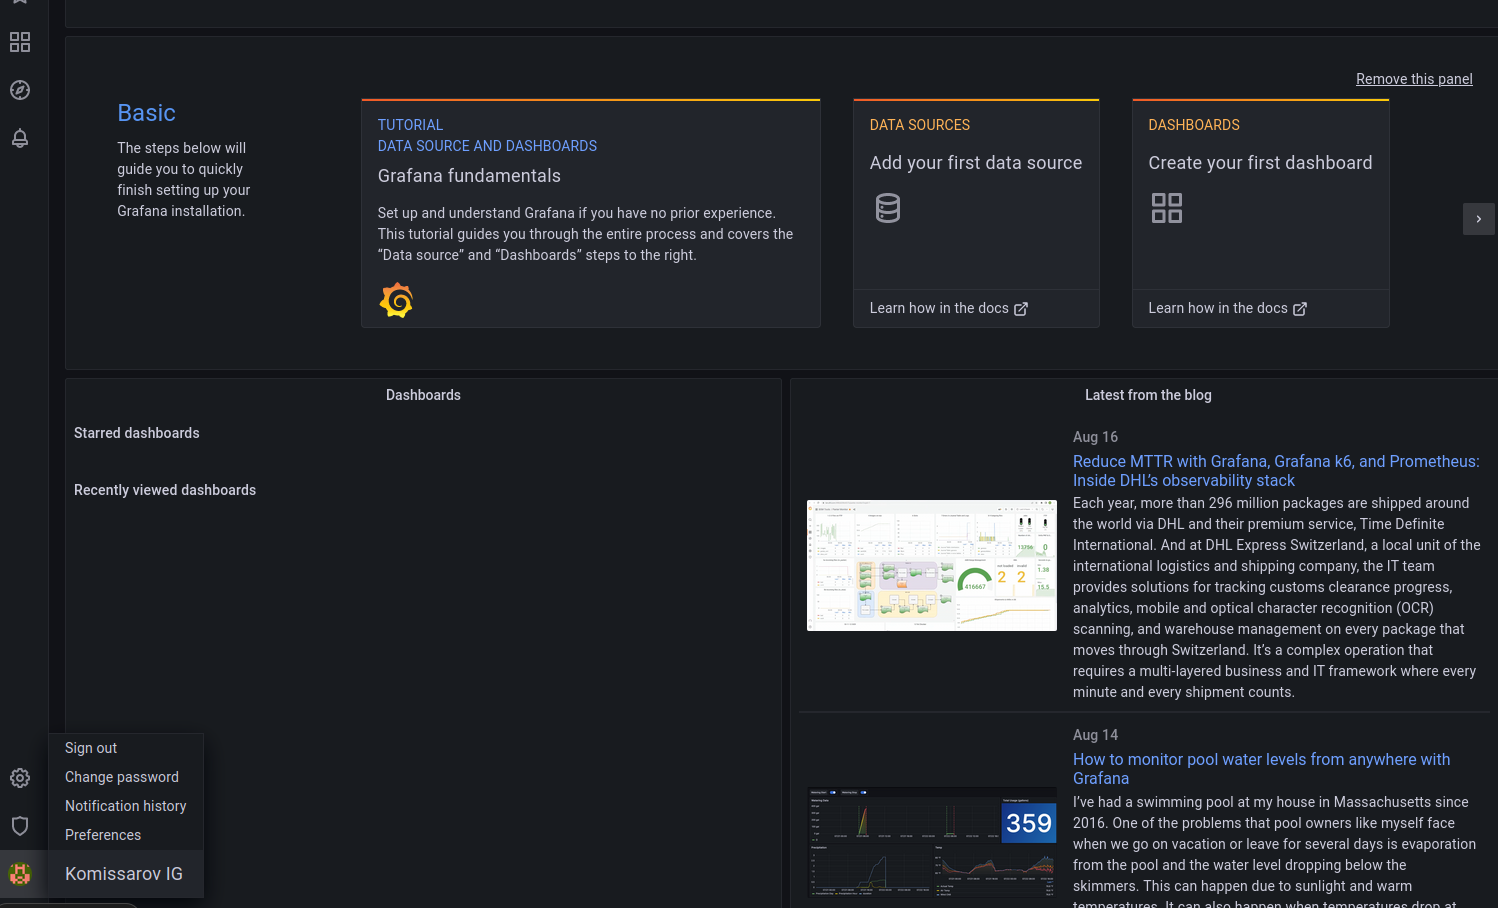 Remove this panel
Basic
The steps below will
guide you to quickly
finish setting up your
Grafana installation.
TUTORIAL
DATA SOURCE AND DASHBOARDS
Grafana fundamentals
Set up and understand Grafana if you have no prior experience.
This tutorial guides you through the entire process and covers the
“Data source” and “Dashboards” steps to the right.
DATA SOURCES
Add your first data source
Learn how in the docs
DASHBOARDS
Create your first dashboard
Learn how in the docs
Dashboards
Starred dashboards
Recently viewed dashboards
Latest from the blog
Aug 16
Reduce MTTR with Grafana, Grafana k6, and Prometheus:
Inside DHL’s observability stack
Each year, more than 296 million packages are shipped around
the world via DHL and their premium service, Time Definite
International. And at DHL Express Switzerland, a local unit of the
international logistics and shipping company, the IT team
provides solutions for tracking customs clearance progress,
analytics, mobile and optical character recognition (OCR)
scanning, and warehouse management on every package that
moves through Switzerland. It’s a complex operation that
requires a multi-layered business and IT framework where every
minute and every shipment counts.
13796
0
416667
2
2
1.38
15.5
Aug 14
How to monitor pool water levels from anywhere with
Grafana
I’ve had a swimming pool at my house in Massachusetts since
2016. One of the problems that pool owners like myself face
when we go on vacation or leave for several days is evaporation
from the pool and the water level dropping below the
skimmers. This can happen due to sunlight and warm
temperatures. It can also happen when temperatures drop at
359
Sign out
Change password
Notification history
Preferences
Komissarov IG